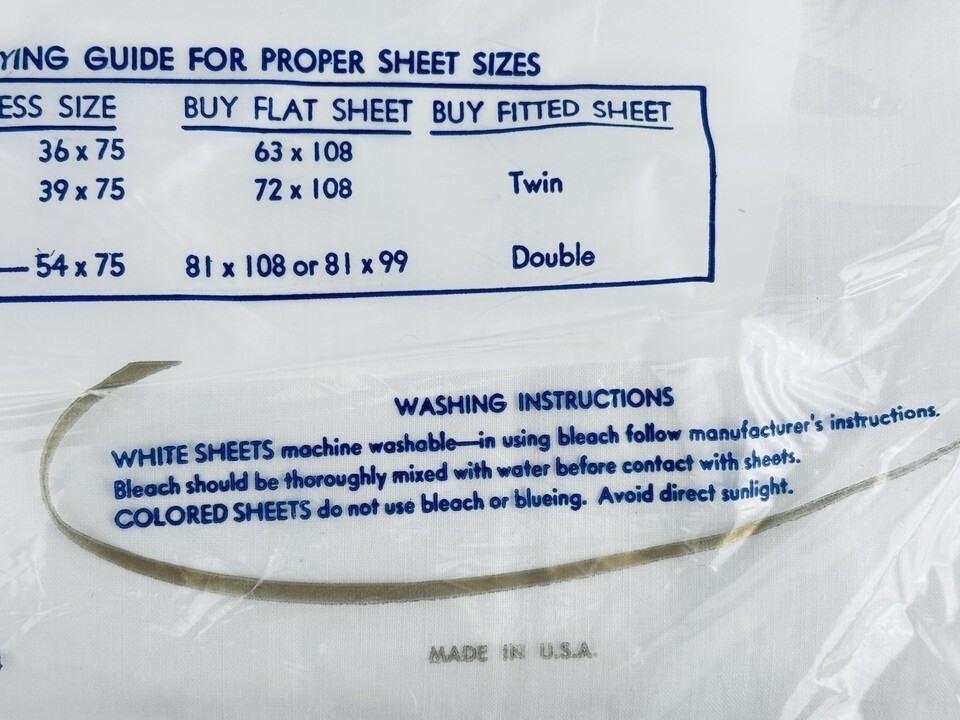 YING GUIDE FOR PROPER SHEET SIZES
ESS SIZE BUY FLAT SHEET BUY FITTED SHEET
36 x 75 63 x 108
39 x 75 72 x 108 Twin
— 54 x 75 81 x 108 or 81 x 99 Double
WASHING INSTRUCTIONS
WHITE SHEETS machine washable—in using bleach follow manufacturer's instructions.
Bleach should be thoroughly mixed with water before contact with sheets.
COLORED SHEETS do not use bleach or blueing. Avoid direct sunlight.
MADE IN U.S.A.